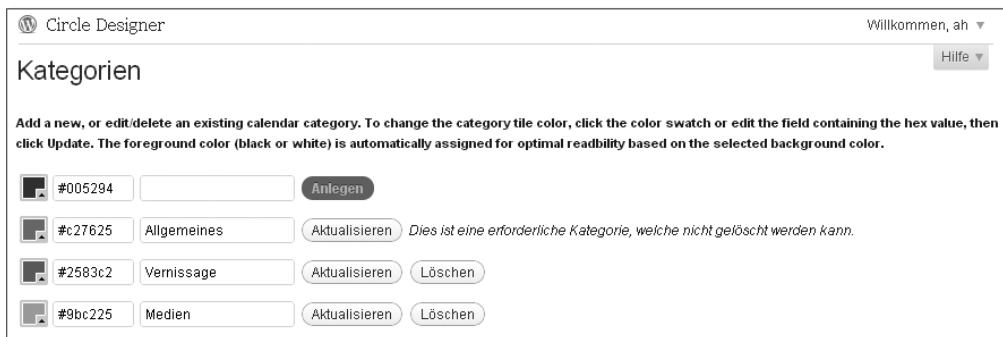 Circle Designer Willkommen, ah
Hilfe
Kategorien
Add a new, or edit/delete an existing calendar category. To change the category tile color, click the color swatch or edit the field containing the hex value, then
click Update. The foreground color (black or white) is automatically assigned for optimal readbility based on the selected background color.
#005294 Anlegen
#c27625 Allgemeines Aktualisieren Dies ist eine erforderliche Kategorie, welche nicht gelöscht werden kann.
#2583c2 Vernissage Aktualisieren Löschen
#9bc225 Medien Aktualisieren Löschen